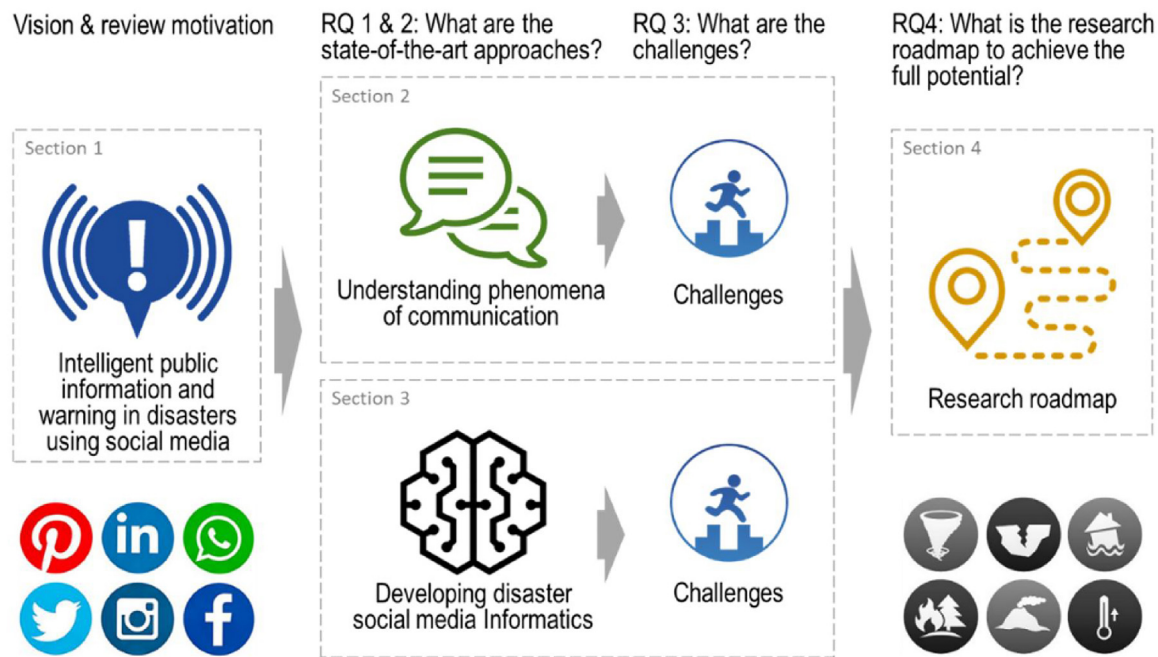 Vision & review motivation
RQ 1 & 2: What are the
state-of-the-art approaches?
RQ 3: What are the
challenges?
RQ4: What is the research
roadmap to achieve the
full potential?
Section 1
Intelligent public
information and
warning in disasters
using social media
Section 2
Understanding phenomena
of communication
Challenges
Section 3
Developing disaster
social media Informatics
Challenges
Section 4
Research roadmap
in